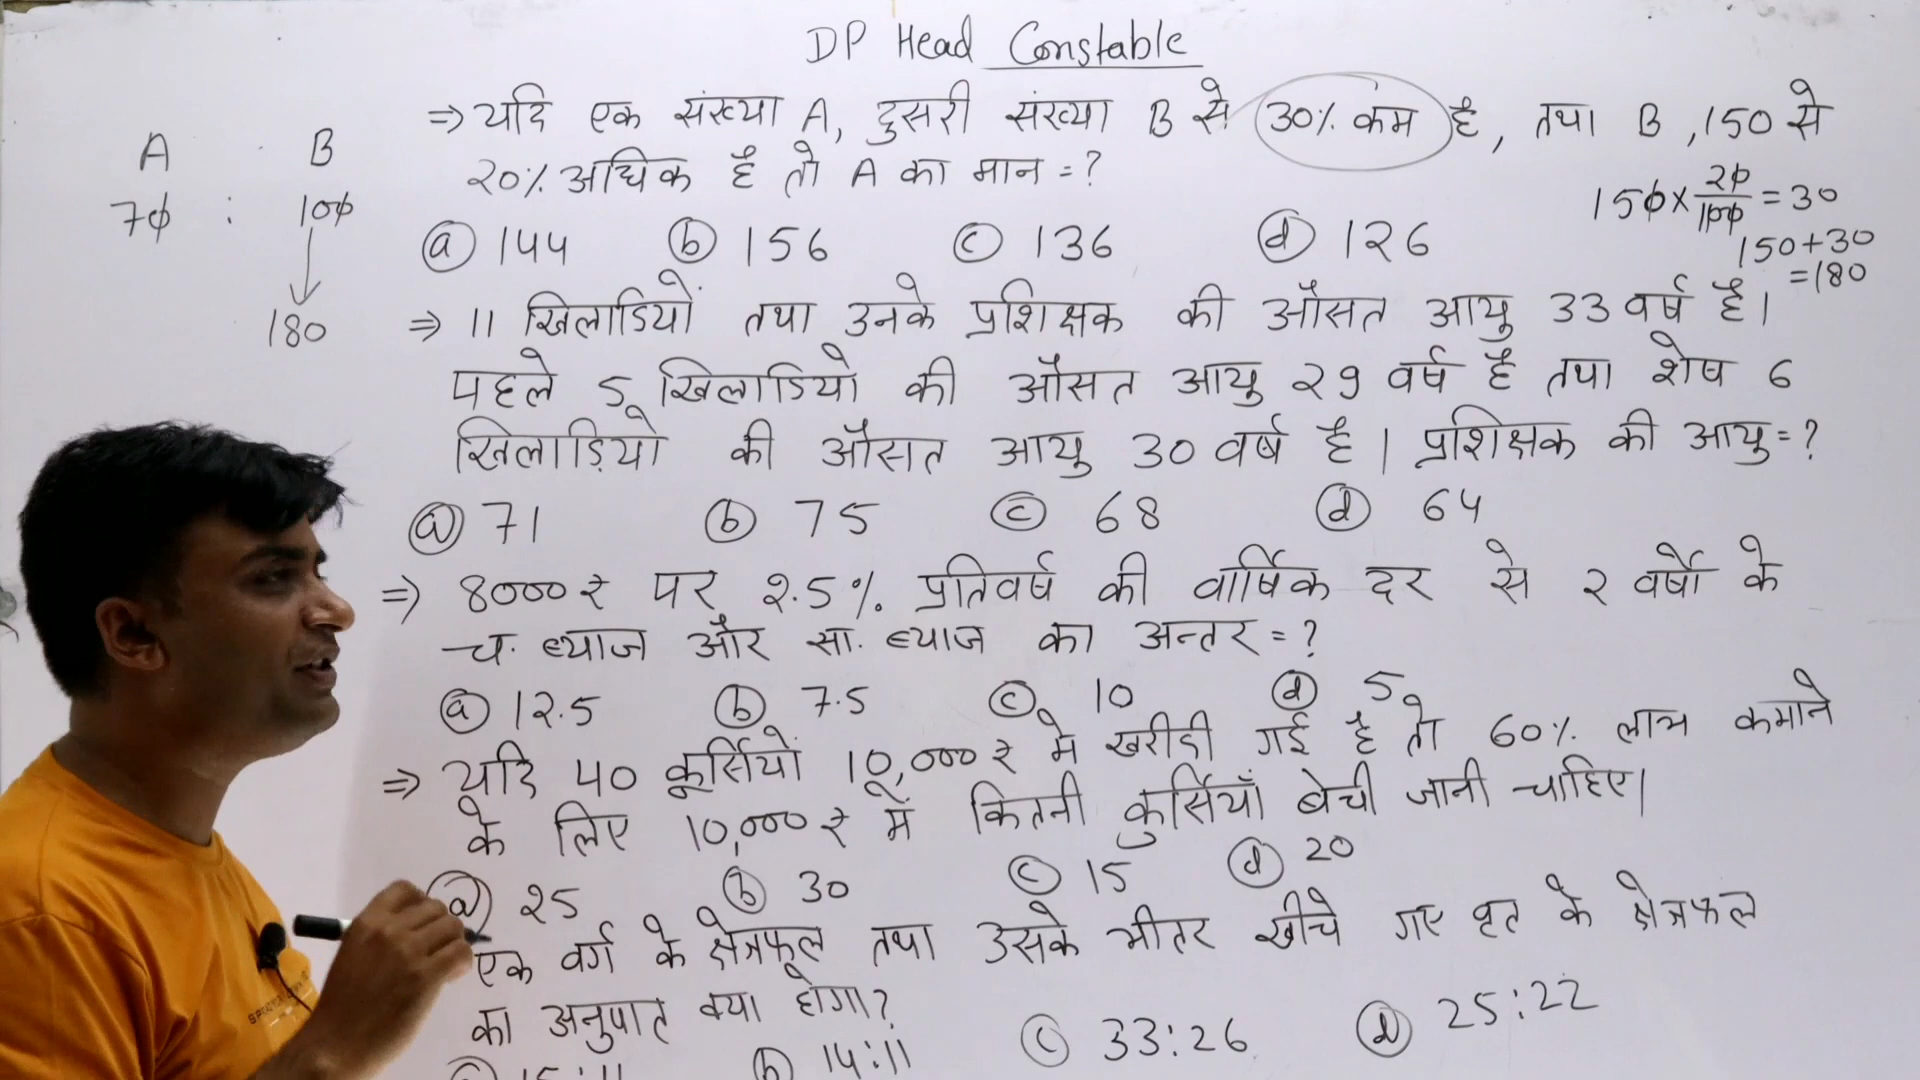 DP Head Constable
⇒ यदि एक संख्या A, दुसरी संख्या B से 30% कम है, तथा B, 150 से
20% अधिक है तो A का मान = ?
ⓐ 144 ⓑ 156 ⓒ 136 ⓓ 126
A B
70 : 100
180
150 × 20/100 = 30
150+30
=180
⇒ 11 खिलाडियों तथा उनके प्रशिक्षक की औसत आयु 33 वर्ष है।
पहले 5 खिलाडियो की औसत आयु 29 वर्ष है तथा शेष 6
खिलाड़ियो की औसत आयु 30 वर्ष है। प्रशिक्षक की आयु = ?
ⓐ 71 ⓑ 75 ⓒ 68 ⓓ 64
⇒ 8000 ₹ पर 2.5% प्रतिवर्ष की वार्षिक दर से 2 वर्षो के
च. ब्याज और सा. ब्याज का अन्तर = ?
ⓐ 12.5 ⓑ 7.5 ⓒ 10 ⓓ 5
⇒ यदि 40 कूर्सियों 10,000 ₹ मे खरीदी गई है तो 60% लाभ कमाने
के लिए 10,000 ₹ में कितनी कुर्सियाँ बेची जानी चाहिए।
ⓐ 25 ⓑ 30 ⓒ 15 ⓓ 20
एक वर्ग के क्षेत्रफूल तथा उसके भीतर खीचे गए वृत के क्षेत्रफल
का अनुपात क्या होगा?
15:11 ⓑ 14:11 ⓒ 33:26 ⓓ 25:22